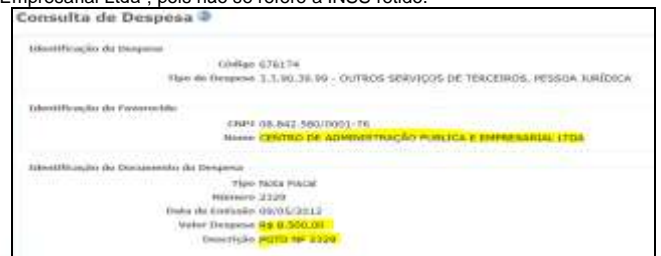 Empresarial Ltda", pois não se refere a INSS retido.
Consulta de Despesa
Identificação da Despesa
Código 676174
Tipo de Despesa 3.3.90.39.99 - OUTROS SERVIÇOS DE TERCEIROS, PESSOA JURÍDICA
Identificação do Favorecido
CNPJ 08.842.580/0001-76
Nome CENTRO DE ADMINISTRAÇÃO PUBLICA E EMPRESARIAL LTDA
Identificação do Documento da Despesa
Tipo Nota Fiscal
Número 2329
Data de Emissão 09/05/2012
Valor Despesa R$ 8.500,00
Descrição PGTO NF 2329